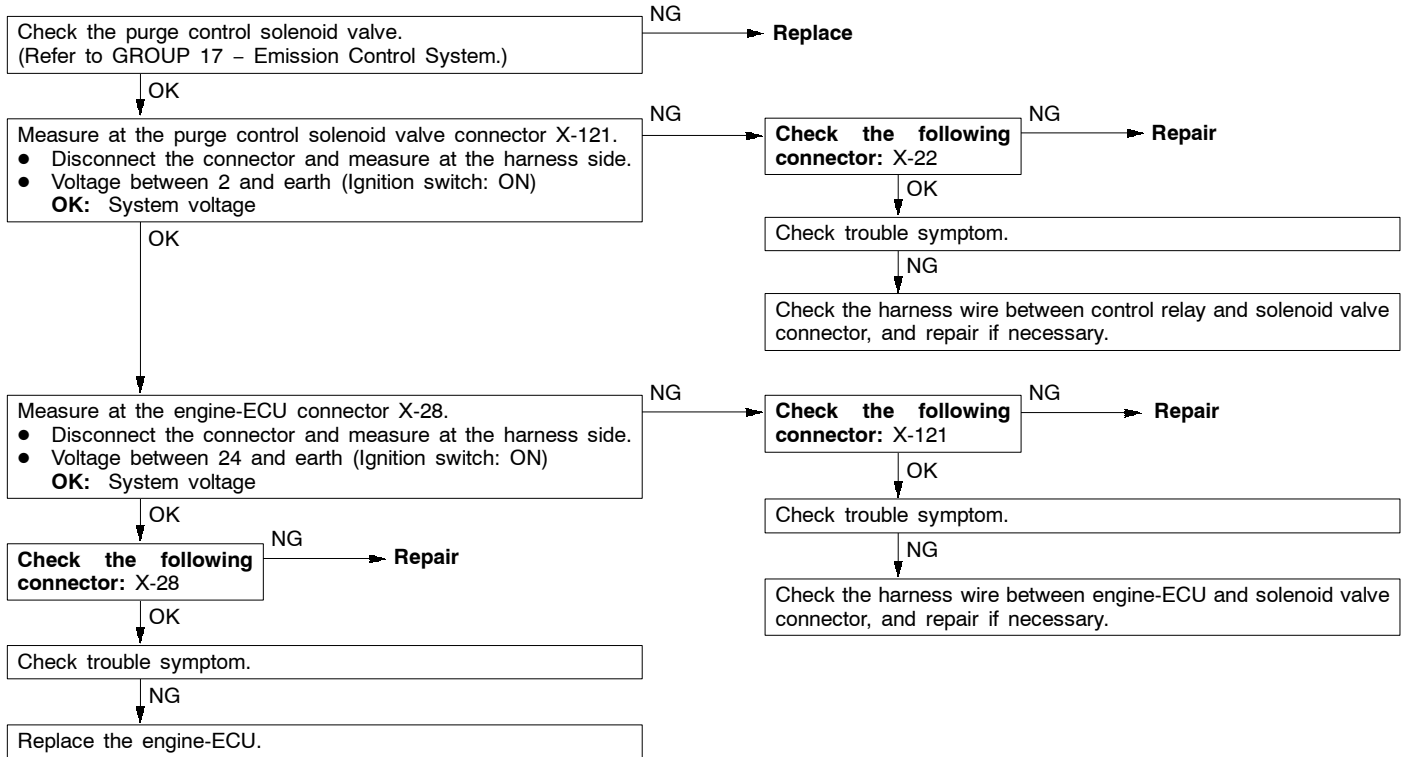 Check the purge control solenoid valve.
(Refer to GROUP 17 – Emission Control System.)
NG
Replace
OK
Measure at the purge control solenoid valve connector X-121.
● Disconnect the connector and measure at the harness side.
● Voltage between 2 and earth (Ignition switch: ON)
OK: System voltage
NG
Check the following
connector: X-22
NG
Repair
OK
Check trouble symptom.
NG
Check the harness wire between control relay and solenoid valve
connector, and repair if necessary.
OK
Measure at the engine-ECU connector X-28.
● Disconnect the connector and measure at the harness side.
● Voltage between 24 and earth (Ignition switch: ON)
OK: System voltage
NG
Check the following
connector: X-121
NG
Repair
OK
Check trouble symptom.
NG
Check the harness wire between engine-ECU and solenoid valve
connector, and repair if necessary.
OK
Check the following
connector: X-28
NG
Repair
OK
Check trouble symptom.
NG
Replace the engine-ECU.